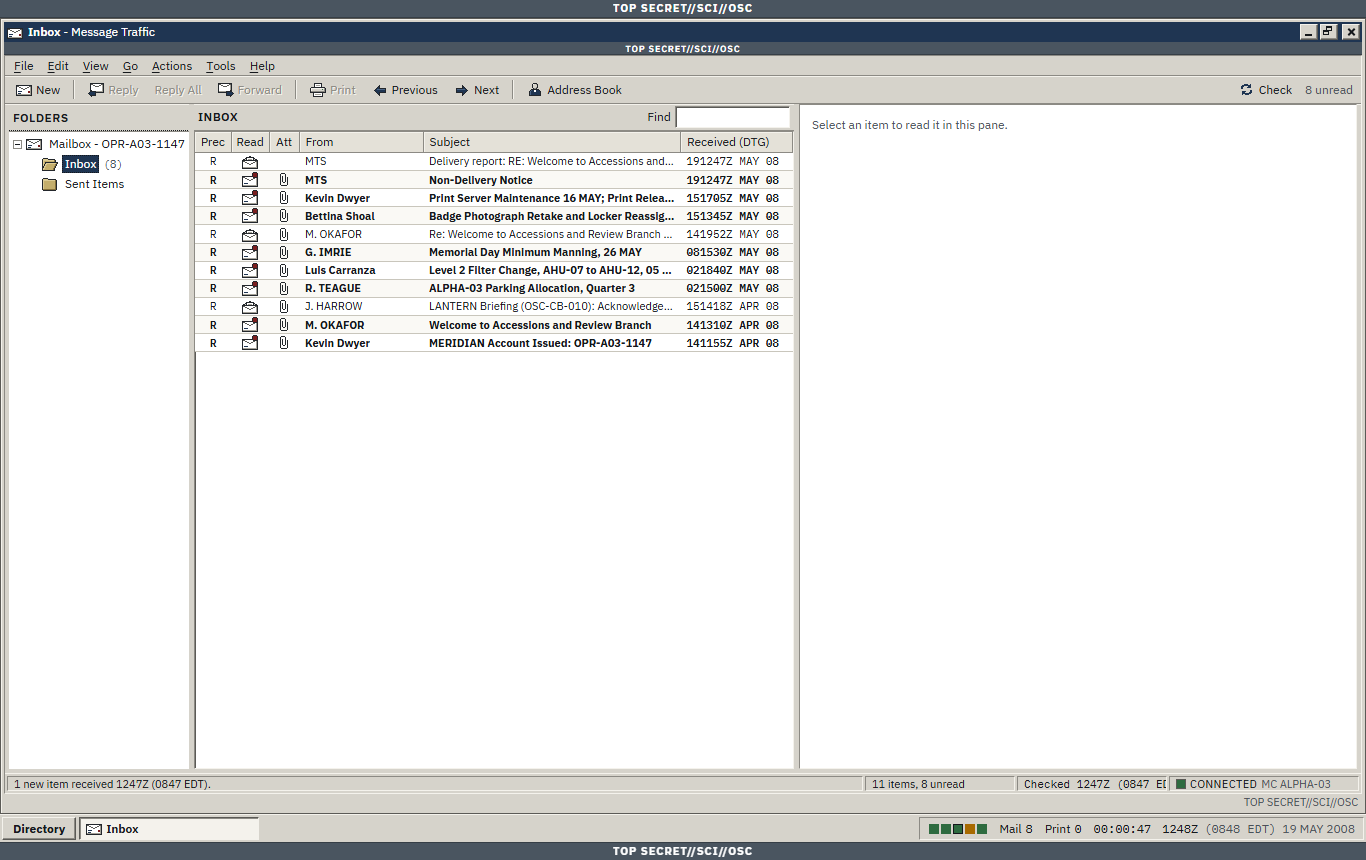 TOP SECRET//SCI//OSC
Inbox - Message Traffic
TOP SECRET//SCI//OSC
File Edit View Go Actions Tools Help
New Reply Reply All Forward Print Previous Next Address Book Check 8 unread
FOLDERS
Mailbox - OPR-A03-1147
Inbox (8)
Sent Items
INBOX Find
Prec Read Att From Subject Received (DTG)
R MTS Delivery report: RE: Welcome to Accessions and... 191247Z MAY 08
R MTS Non-Delivery Notice 191247Z MAY 08
R Kevin Dwyer Print Server Maintenance 16 MAY; Print Relea... 151705Z MAY 08
R Bettina Shoal Badge Photograph Retake and Locker Reassig... 151345Z MAY 08
R M. OKAFOR Re: Welcome to Accessions and Review Branch ... 141952Z MAY 08
R G. IMRIE Memorial Day Minimum Manning, 26 MAY 081530Z MAY 08
R Luis Carranza Level 2 Filter Change, AHU-07 to AHU-12, 05 ... 021840Z MAY 08
R R. TEAGUE ALPHA-03 Parking Allocation, Quarter 3 021500Z MAY 08
R J. HARROW LANTERN Briefing (OSC-CB-010): Acknowledge... 151418Z APR 08
R M. OKAFOR Welcome to Accessions and Review Branch 141310Z APR 08
R Kevin Dwyer MERIDIAN Account Issued: OPR-A03-1147 141155Z APR 08
Select an item to read it in this pane.
1 new item received 1247Z (0847 EDT). 11 items, 8 unread Checked 1247Z (0847 ED CONNECTED MC ALPHA-03
TOP SECRET//SCI//OSC
Directory Inbox Mail 8 Print 0 00:00:47 1248Z (0848 EDT) 19 MAY 2008
TOP SECRET//SCI//OSC